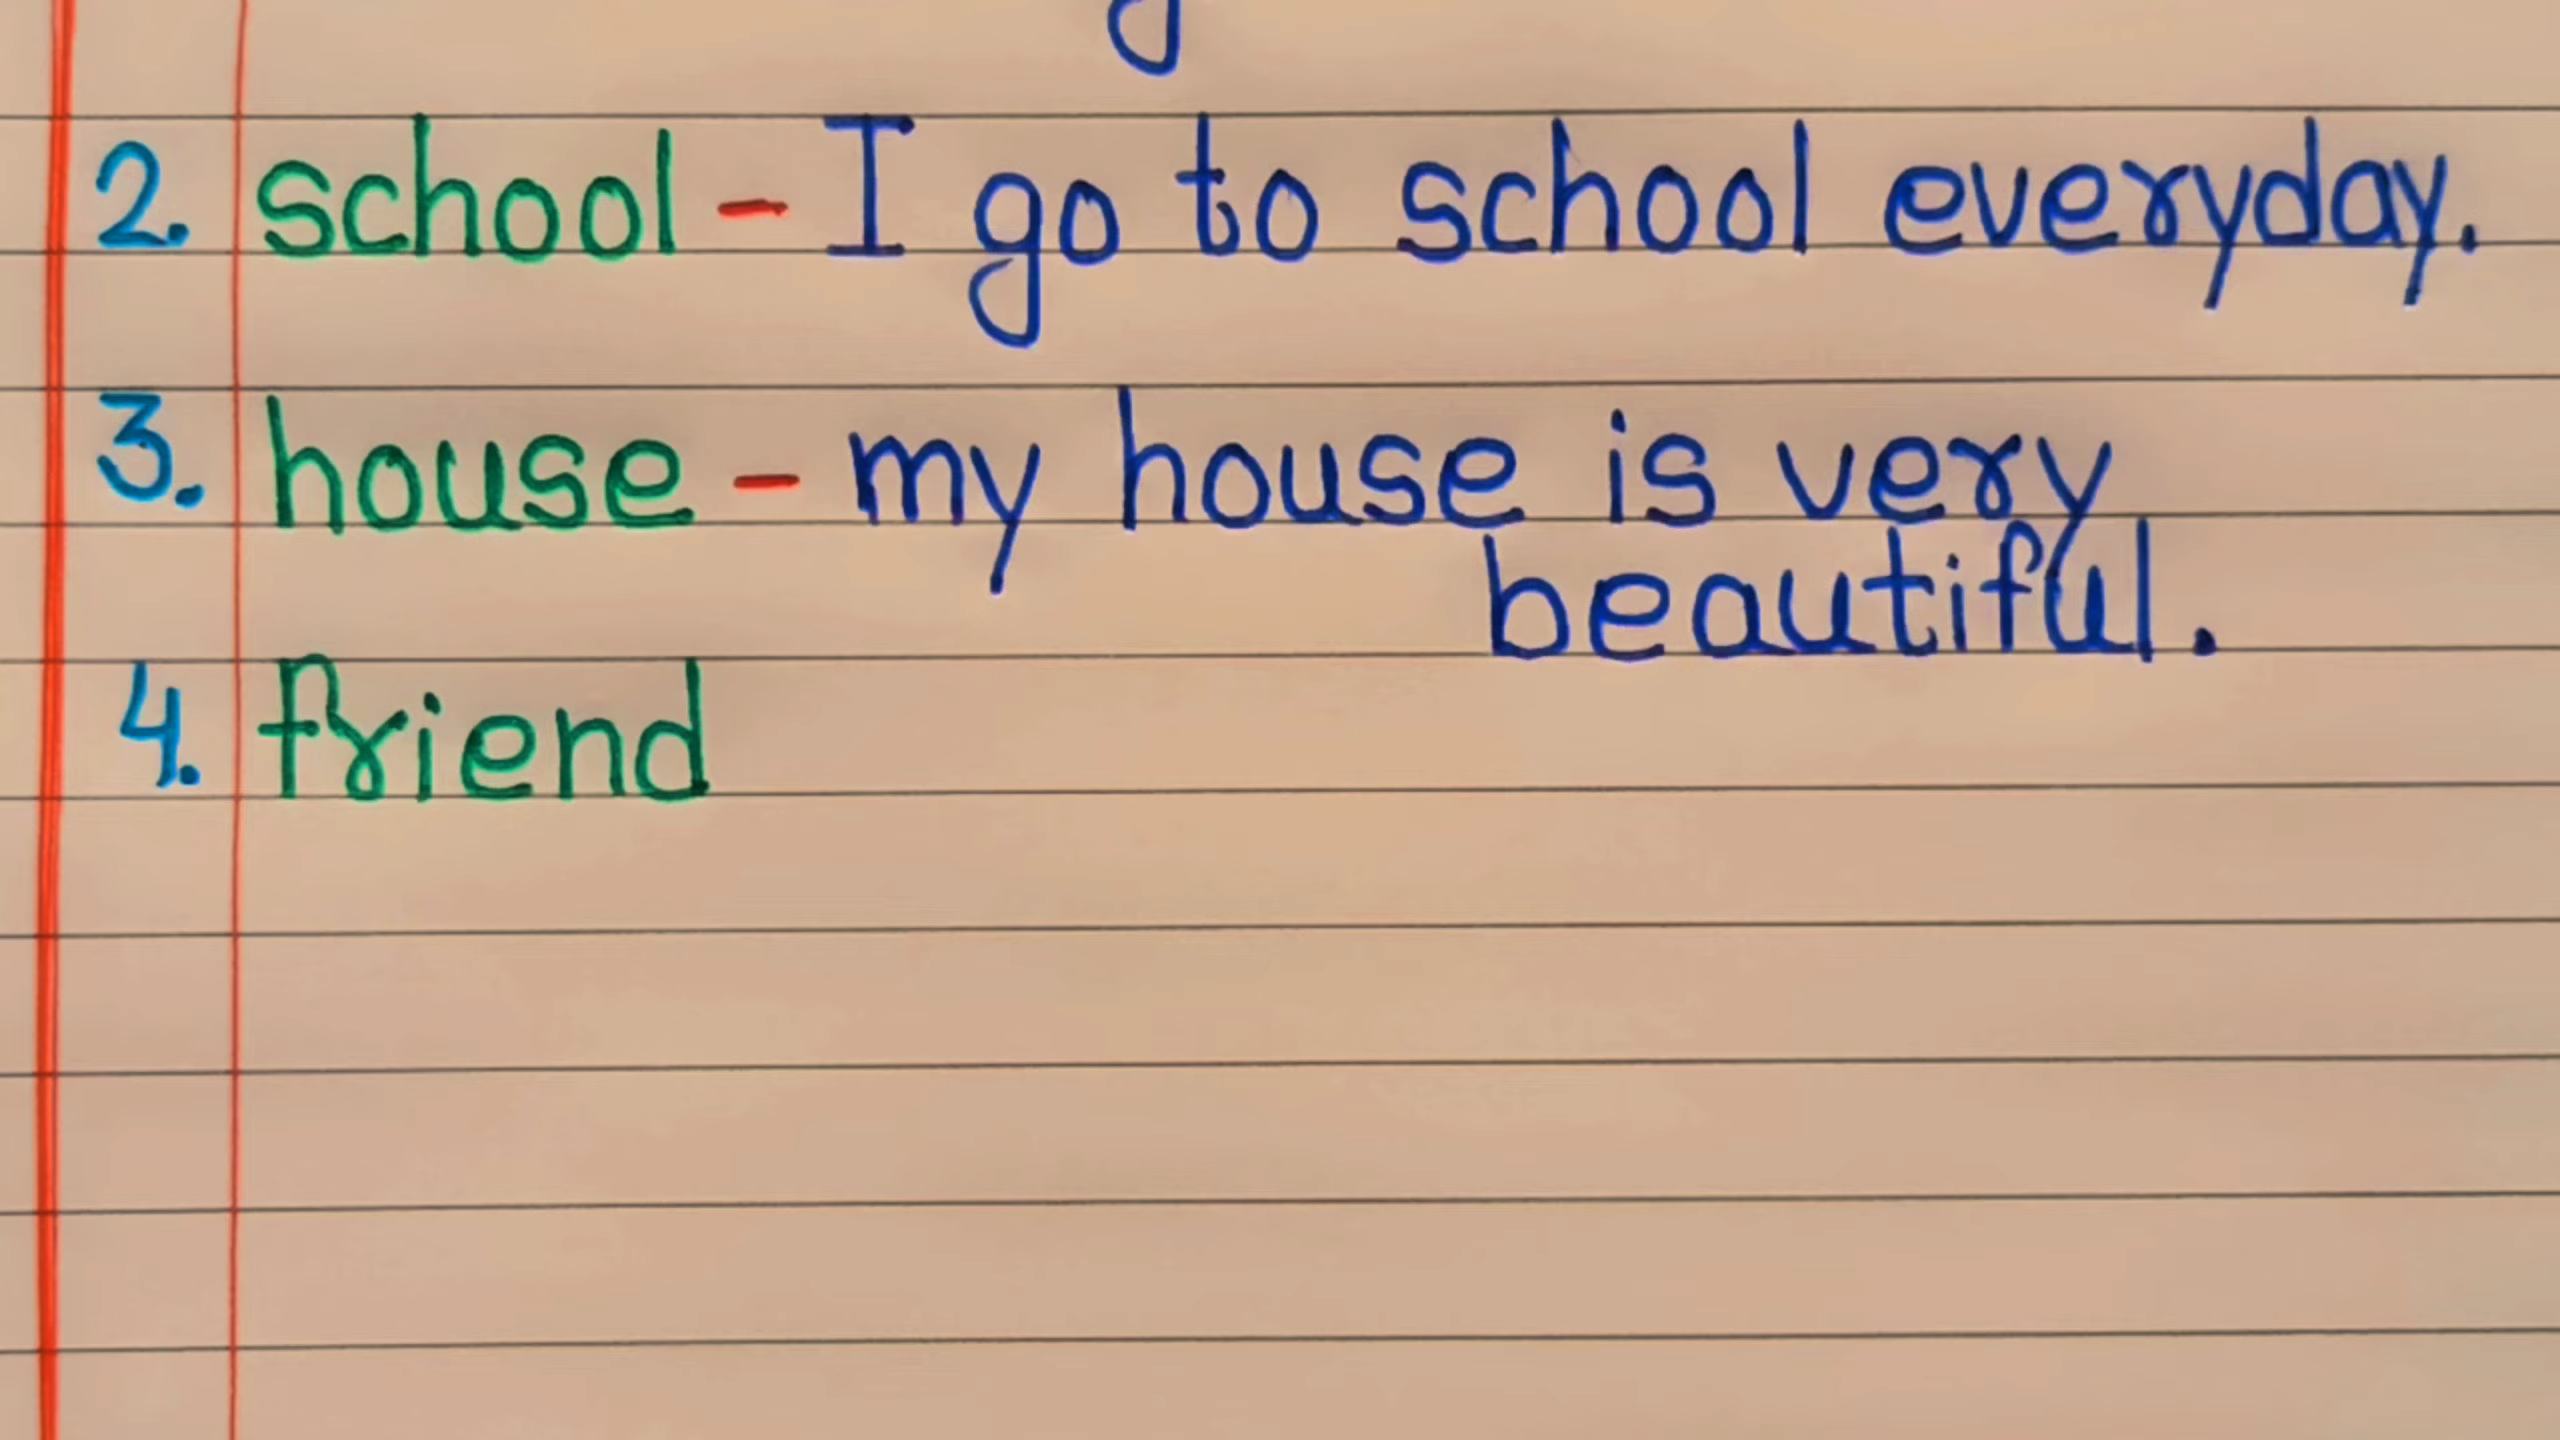 2. school - I go to school everyday.
3. house - my house is very
beautiful.
4. friend